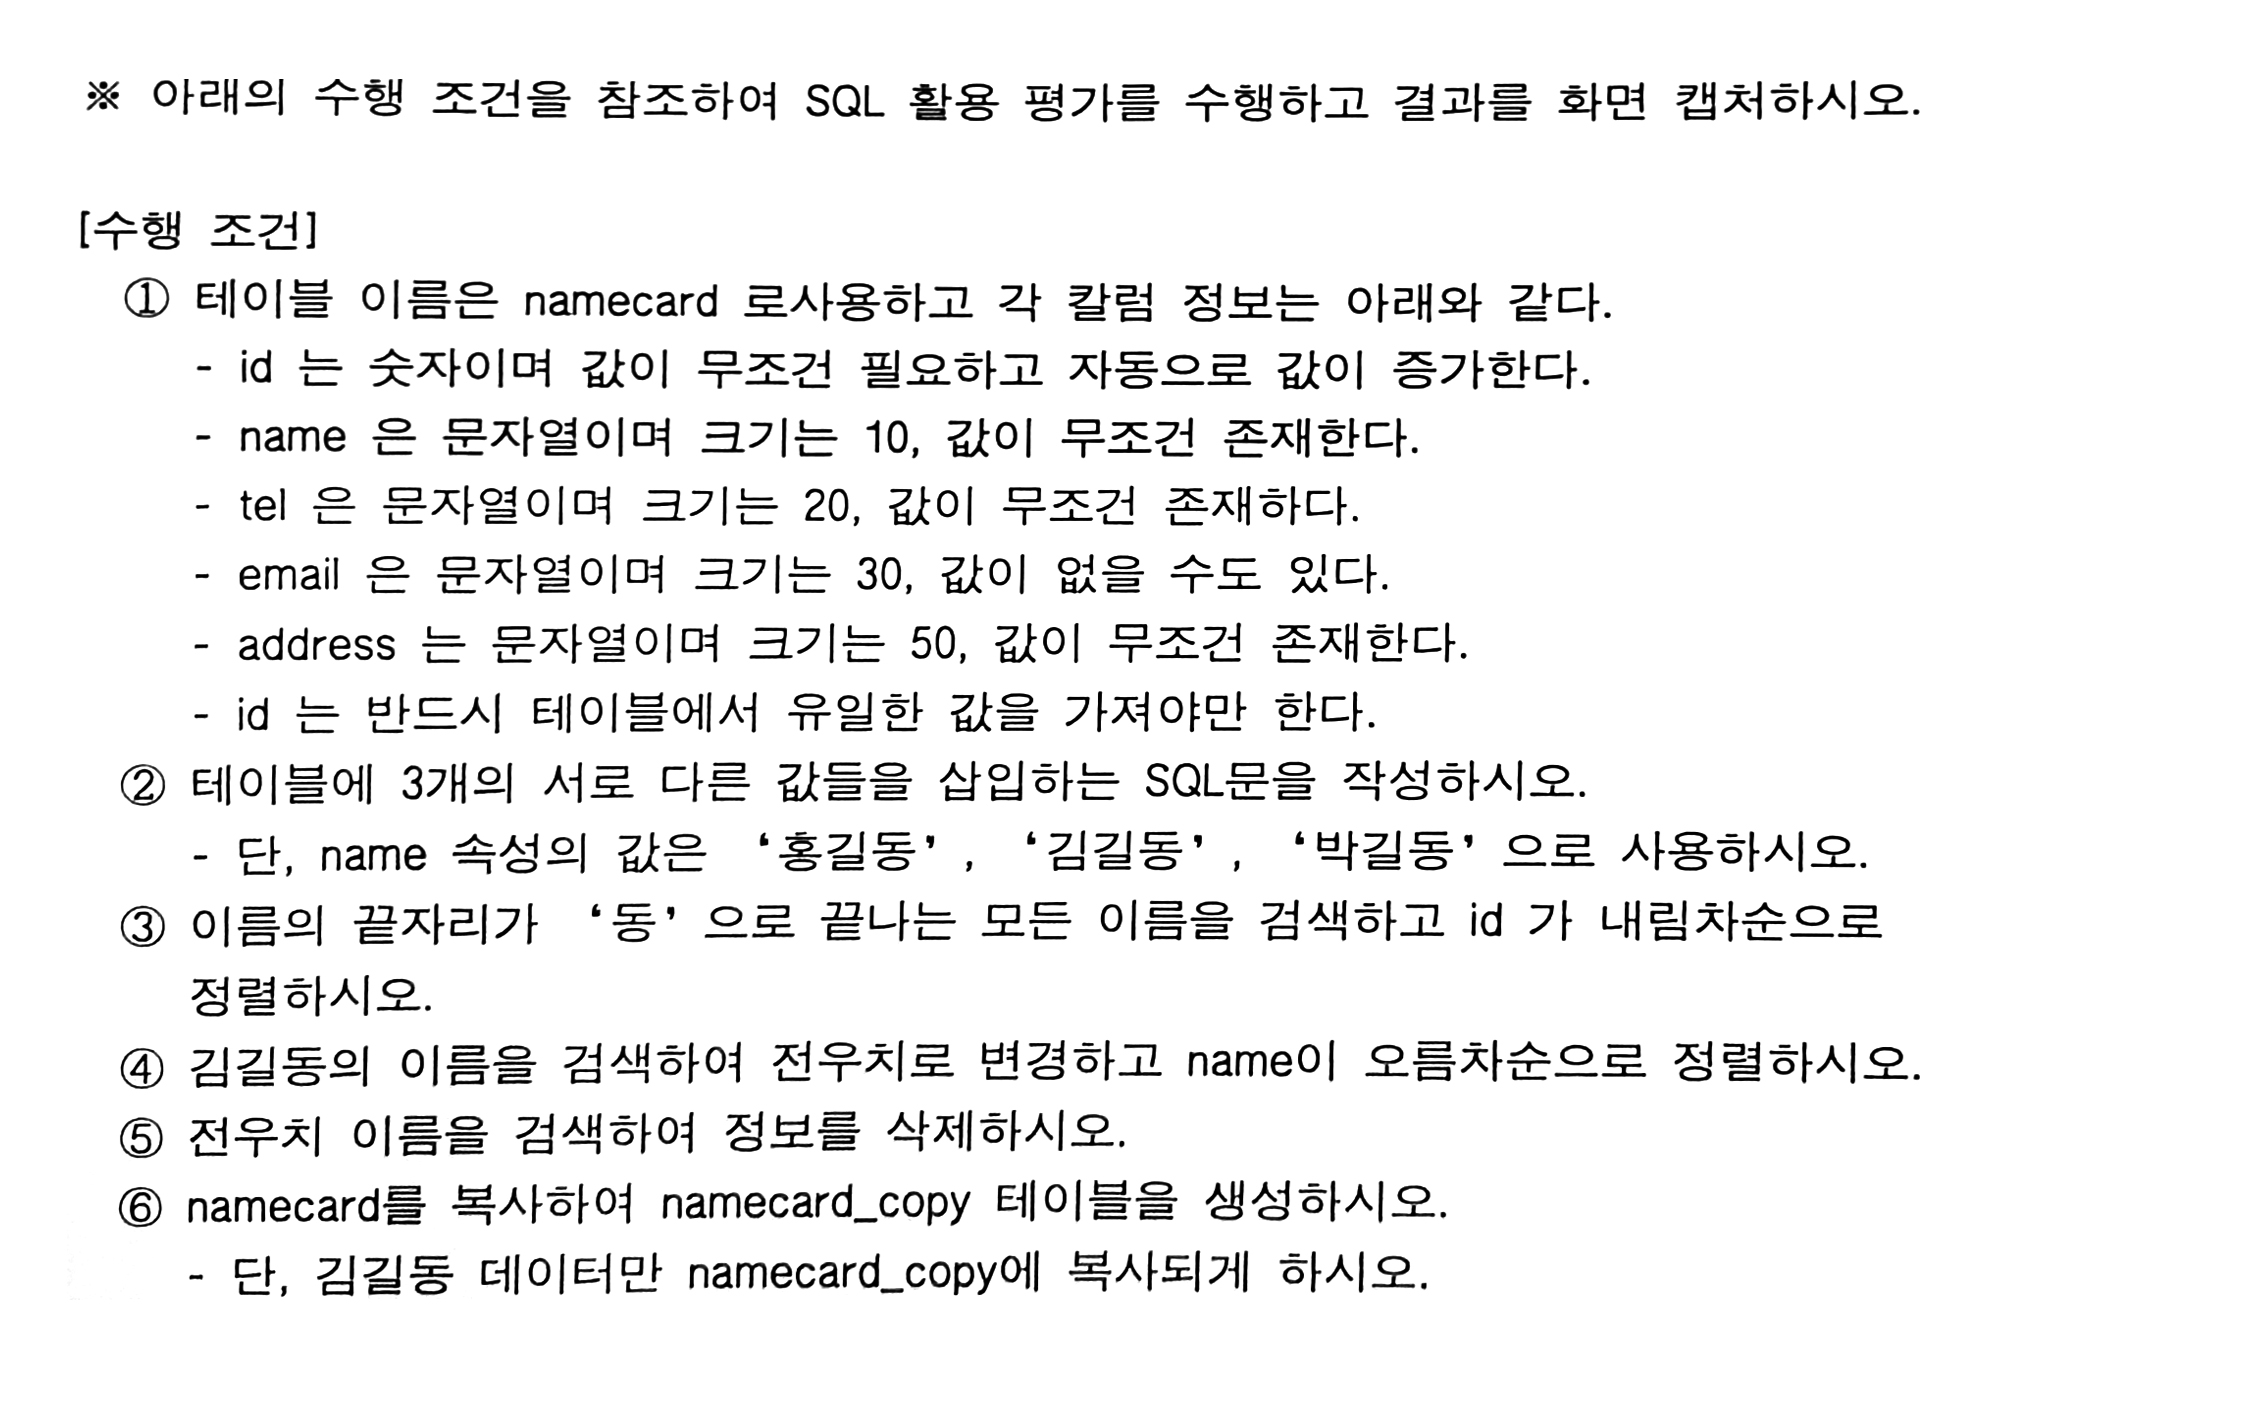 ※ 아래의 수행 조건을 참조하여 SQL 활용 평가를 수행하고 결과를 화면 캡처하시오.
[수행 조건]
① 테이블 이름은 namecard 로사용하고 각 칼럼 정보는 아래와 같다.
- id 는 숫자이며 값이 무조건 필요하고 자동으로 값이 증가한다.
- name 은 문자열이며 크기는 10, 값이 무조건 존재한다.
- tel 은 문자열이며 크기는 20, 값이 무조건 존재하다.
- email 은 문자열이며 크기는 30, 값이 없을 수도 있다.
- address 는 문자열이며 크기는 50, 값이 무조건 존재한다.
- id 는 반드시 테이블에서 유일한 값을 가져야만 한다.
② 테이블에 3개의 서로 다른 값들을 삽입하는 SQL문을 작성하시오.
- 단, name 속성의 값은 ‘홍길동’, ‘김길동’, ‘박길동’으로 사용하시오.
③ 이름의 끝자리가 ‘동’으로 끝나는 모든 이름을 검색하고 id 가 내림차순으로
정렬하시오.
④ 김길동의 이름을 검색하여 전우치로 변경하고 name이 오름차순으로 정렬하시오.
⑤ 전우치 이름을 검색하여 정보를 삭제하시오.
⑥ namecard를 복사하여 namecard_copy 테이블을 생성하시오.
- 단, 김길동 데이터만 namecard_copy에 복사되게 하시오.